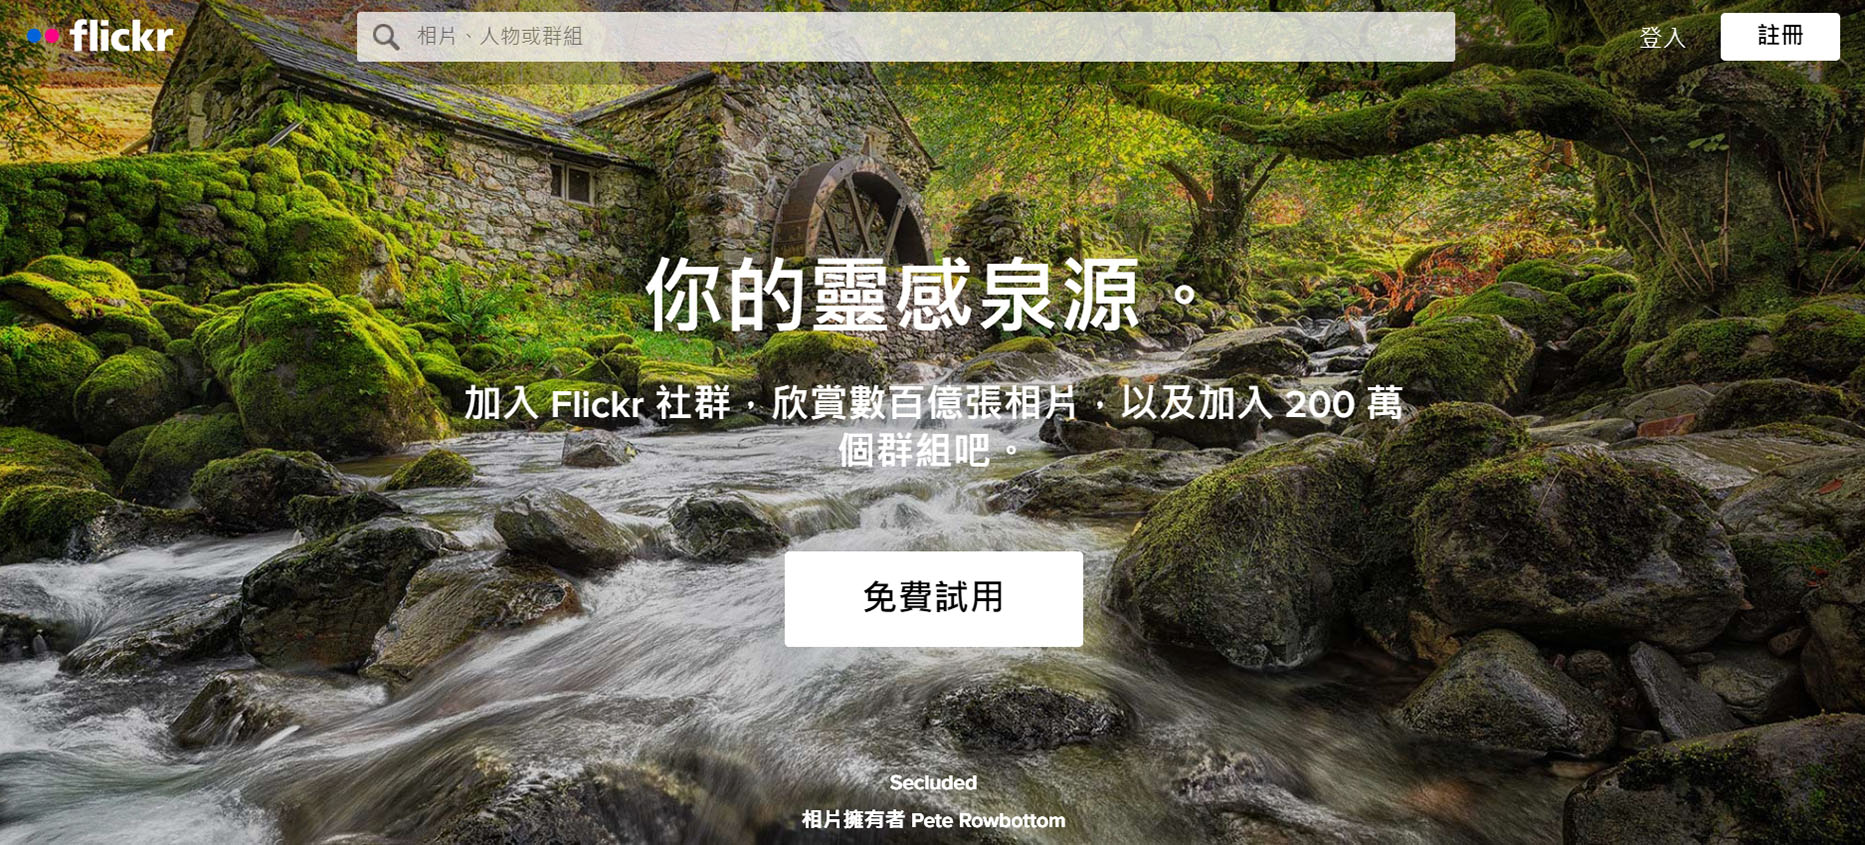 flickr
相片、人物或群組
登入
註冊
你的靈感泉源。
加入 Flickr 社群，欣賞數百億張相片，以及加入 200 萬
個群組吧。
免費試用
Secluded
相片擁有者 Pete Rowbottom